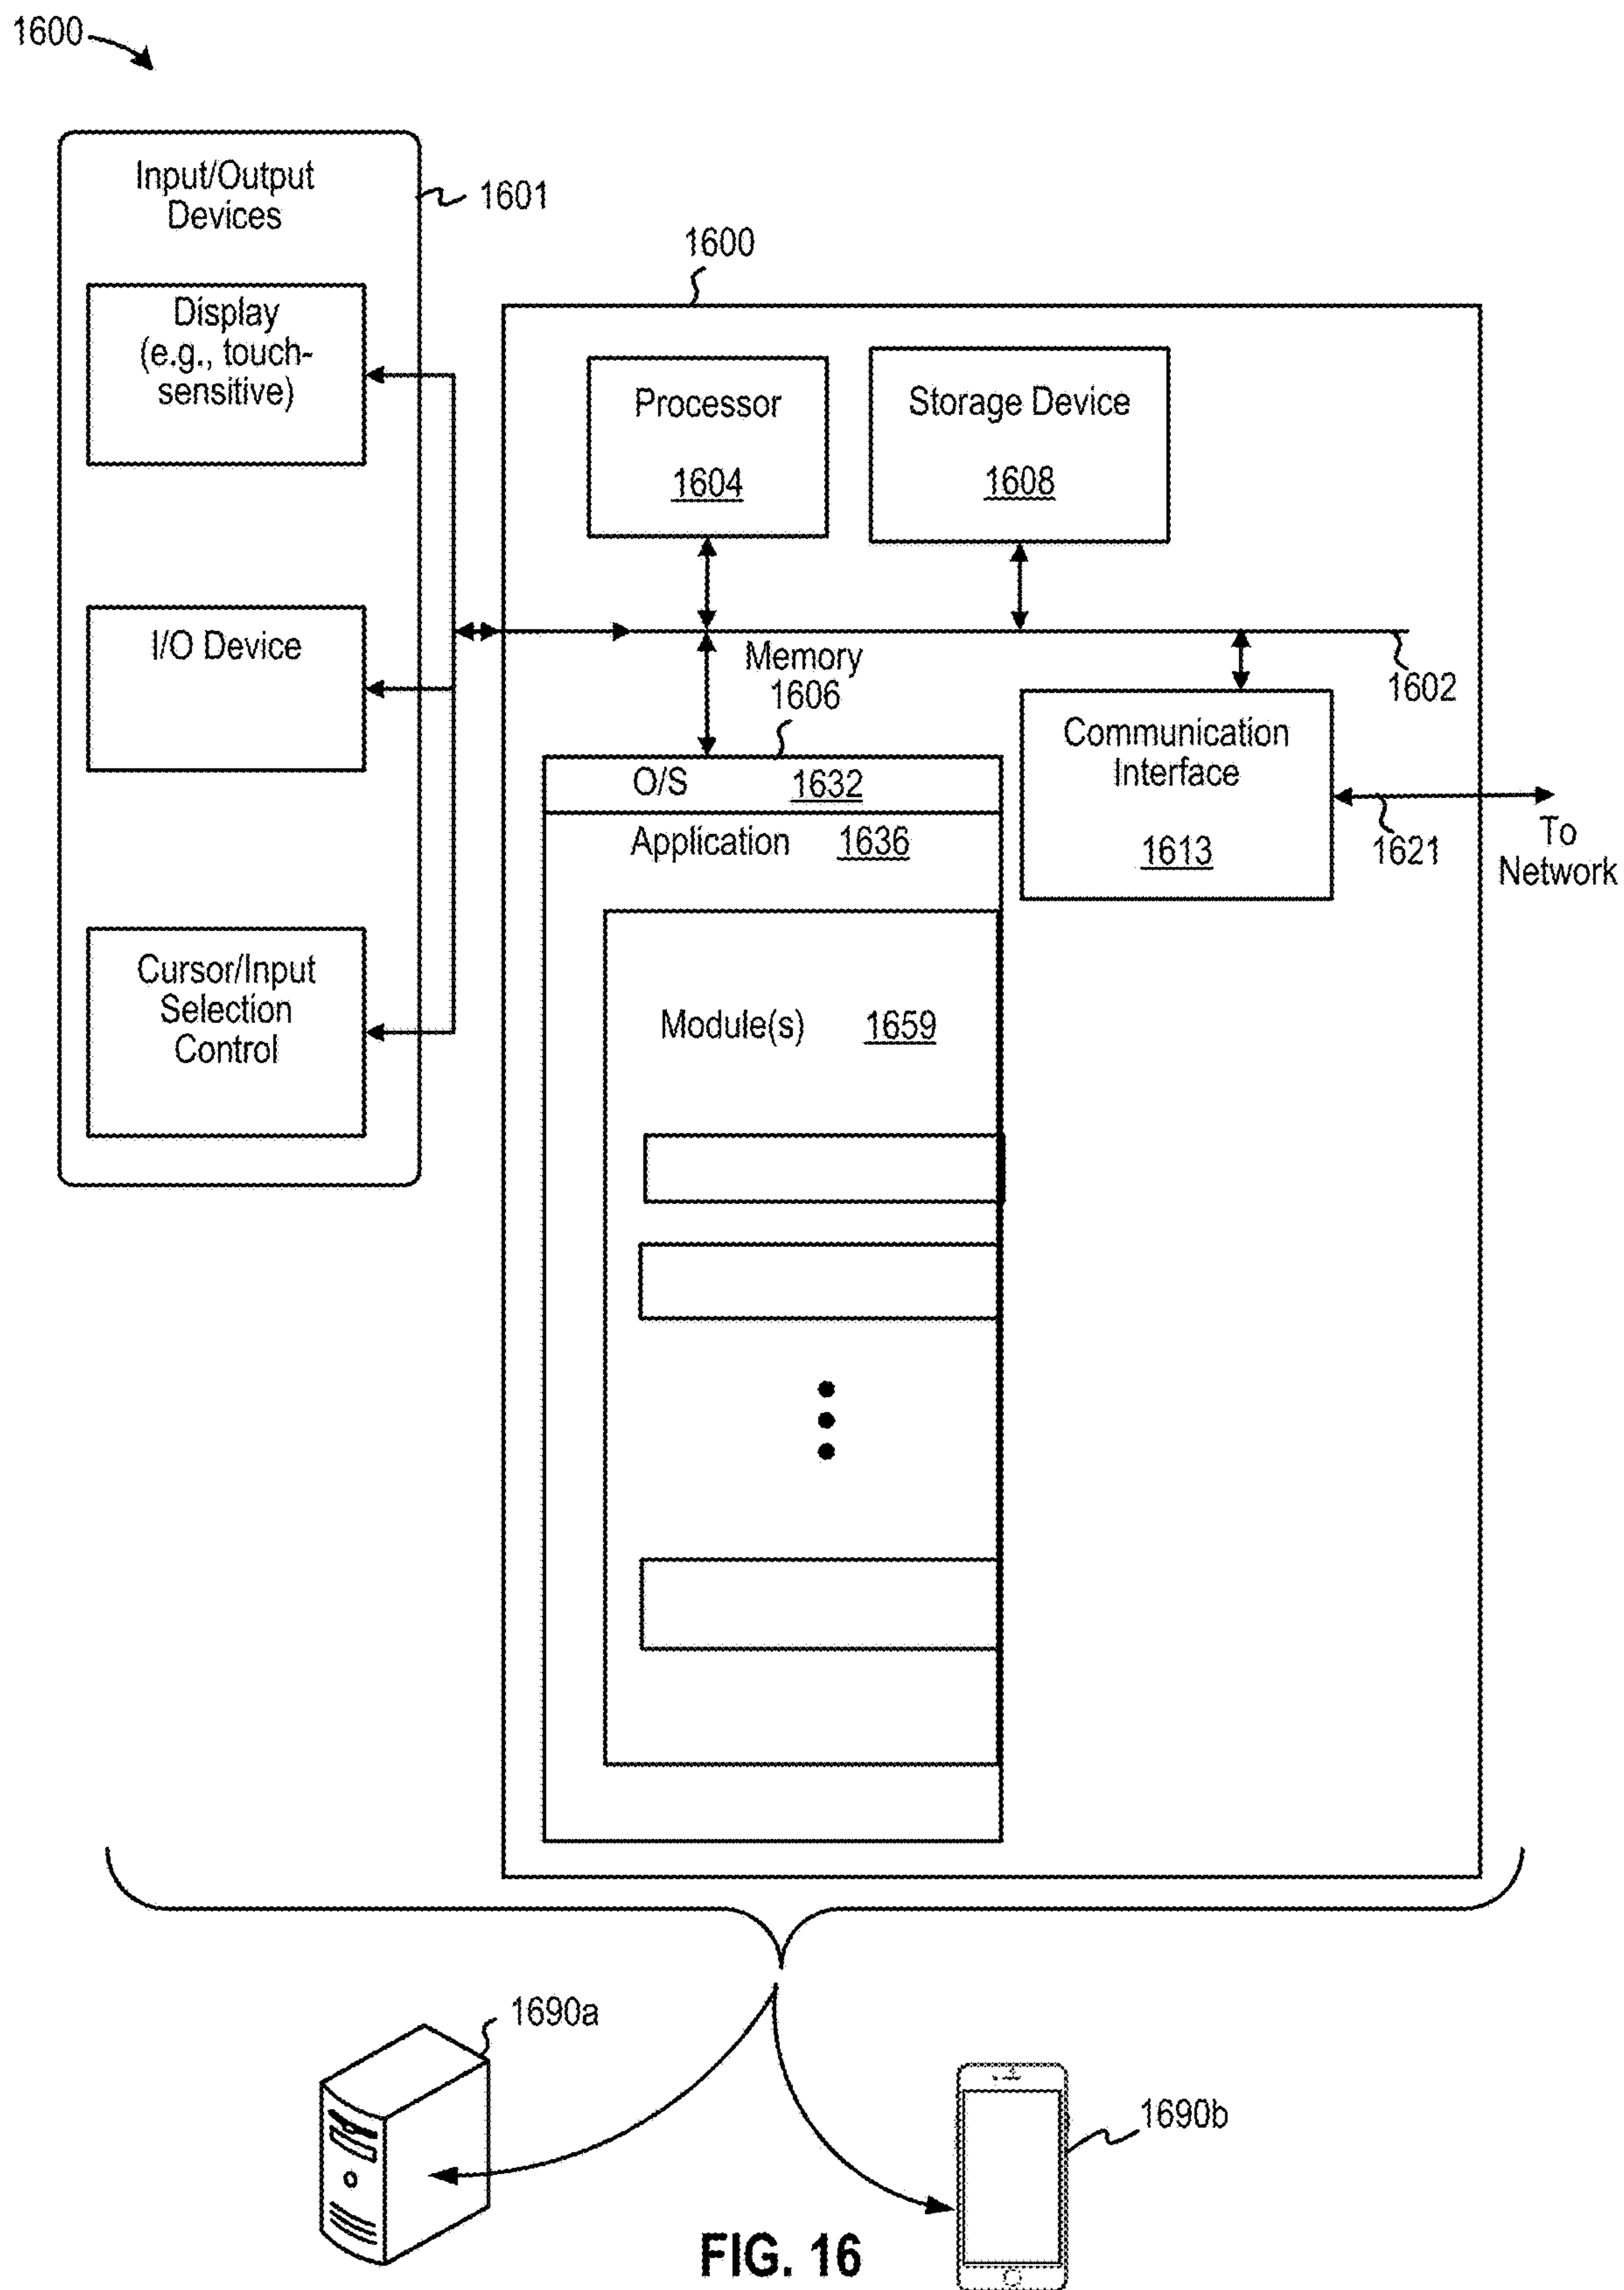 1600
Input/Output
Devices
1601
Display
(e.g., touch-
sensitive)
I/O Device
Cursor/Input
Selection
Control
1600
Processor
1604
Storage Device
1608
1602
Memory
1606
O/S 1632
Application 1636
Module(s) 1659
Communication
Interface
1613
1621
To
Network
1690a
1690b
FIG. 16